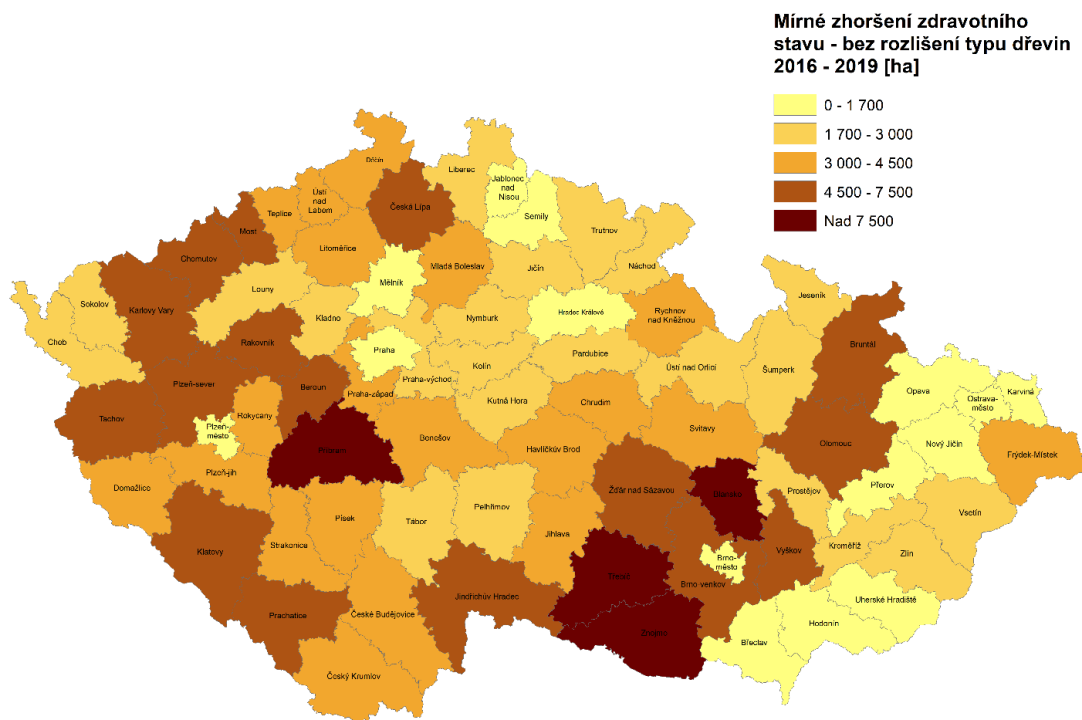 Mírné zhoršení zdravotního
stavu - bez rozlišení typu dřevin
2016 - 2019 [ha]
0 - 1 700
1 700 - 3 000
3 000 - 4 500
4 500 - 7 500
Nad 7 500
Děčín
Liberec
Jablonec
nad
Nisou
Ústí
nad
Labem
Teplice
Česká Lípa
Semily
Trutnov
Most
Litoměřice
Chomutov
Mladá Boleslav
Jičín
Náchod
Mělník
Louny
Sokolov
Karlovy Vary
Kladno
Nymburk
Hradec Králové
Rychnov
nad Kněžnou
Jeseník
Cheb
Rakovník
Praha
Pardubice
Bruntál
Kolín
Ústí nad Orlicí
Šumperk
Plzeň-sever
Beroun
Praha-východ
Praha-západ
Opava
Karviná
Ostrava-
město
Kutná Hora
Chrudim
Tachov
Rokycany
Plzeň-
město
Svitavy
Benešov
Olomouc
Nový Jičín
Příbram
Havlíčkův Brod
Frýdek-Místek
Plzeň-jih
Domažlice
Přerov
Žďár nad Sázavou
Blansko
Prostějov
Pelhřimov
Vsetín
Písek
Tábor
Jihlava
Strakonice
Kroměříž
Klatovy
Vyškov
Zlín
Brno-
město
Třebíč
Brno venkov
Jindřichův Hradec
Uherské Hradiště
Prachatice
České Budějovice
Hodonín
Znojmo
Břeclav
Český Krumlov